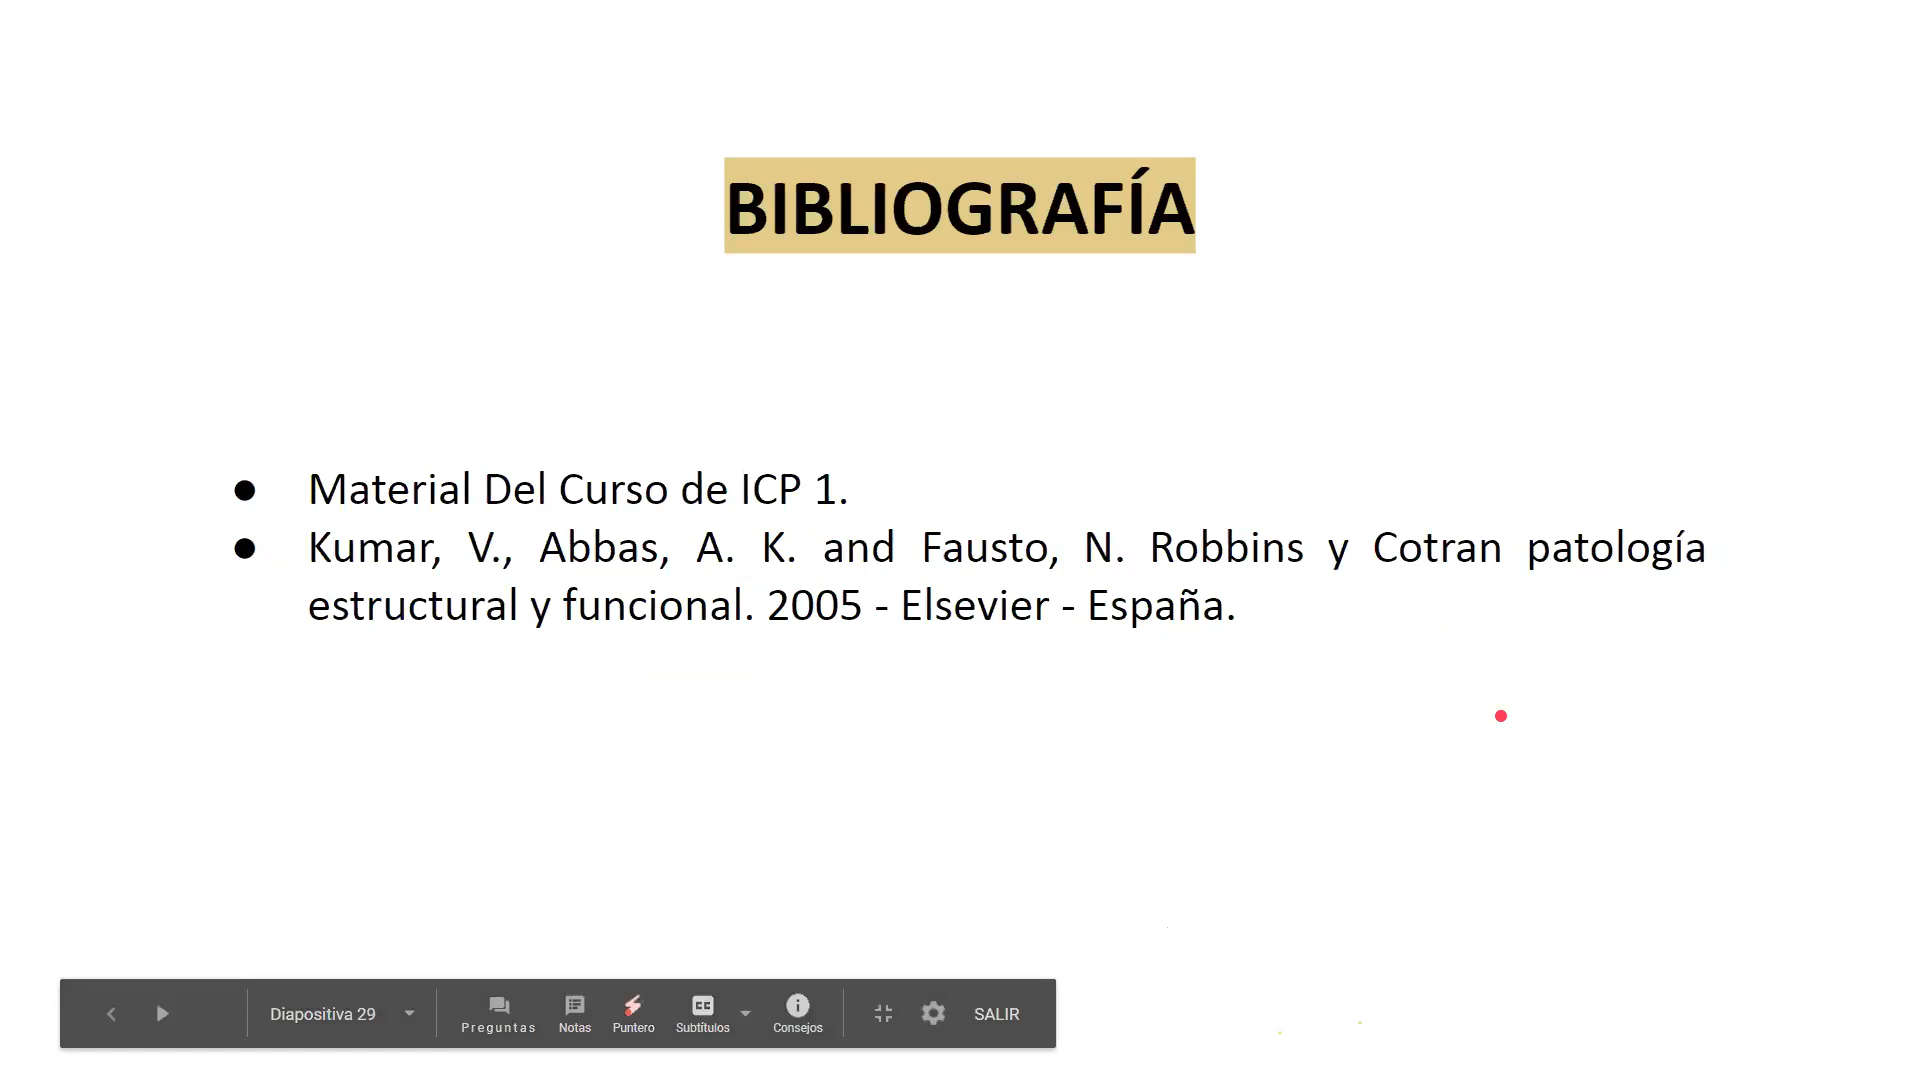 BIBLIOGRAFÍA
● Material Del Curso de ICP 1.
● Kumar, V., Abbas, A. K. and Fausto, N. Robbins y Cotran patología
estructural y funcional. 2005 - Elsevier - España.
Diapositiva 29
Preguntas
Notas
Puntero
Subtítulos
Consejos
SALIR